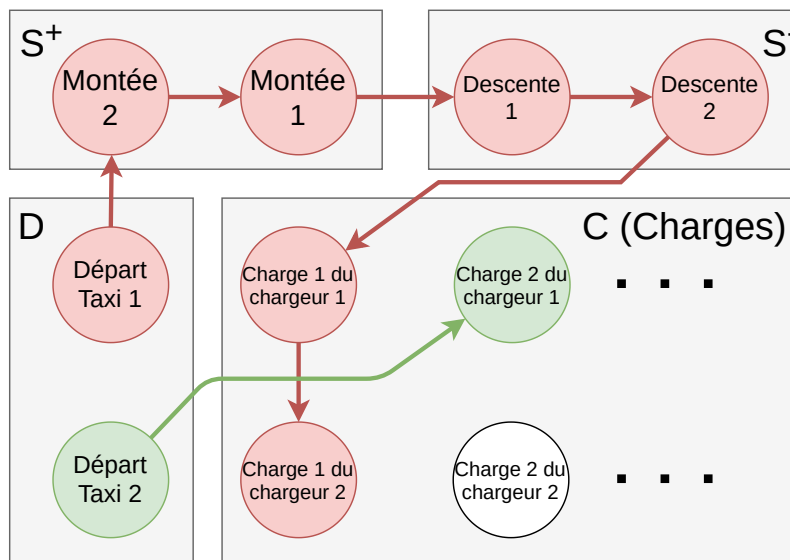 S+
Montée
2
Montée
1
Descente
1
Descente
2
S
D
C (Charges)
Départ
Taxi 1
Charge 1 du
chargeur 1
Charge 2 du
chargeur 1
. . .
Départ
Taxi 2
Charge 1 du
chargeur 2
Charge 2 du
chargeur 2
. . .